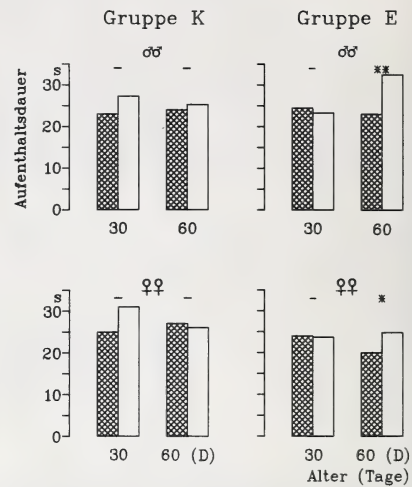 Gruppe K Gruppe E
♂♂ ♂♂
s – – – **
30
20
10
0
Aufenthaltsdauer
30 60 30 60
♀♀ ♀♀
s – – – *
30
20
10
0
30 60 (D) 30 60 (D)
Alter (Tage)